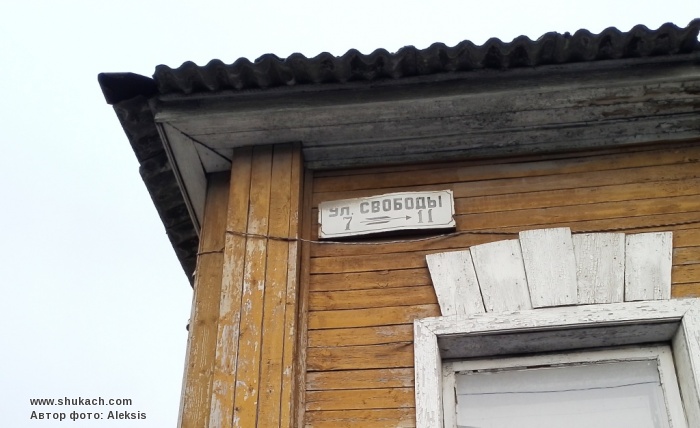 ул. СВОБОДЫ
7 → 11
www.shukach.com
Автор фото: Aleksis